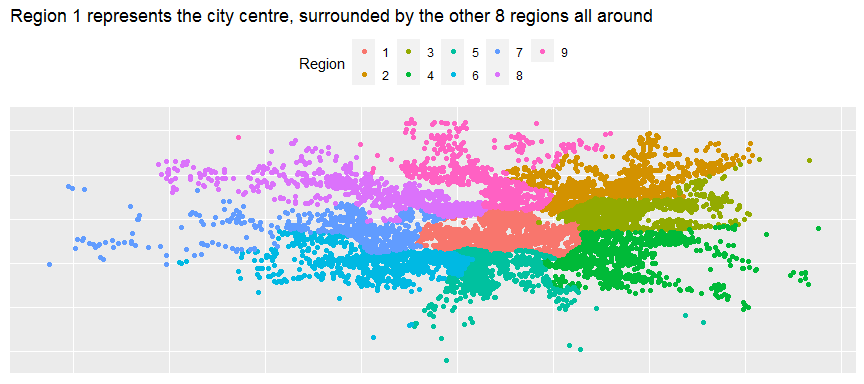 Region 1 represents the city centre, surrounded by the other 8 regions all around
Region 1 3 5 7 9
2 4 6 8